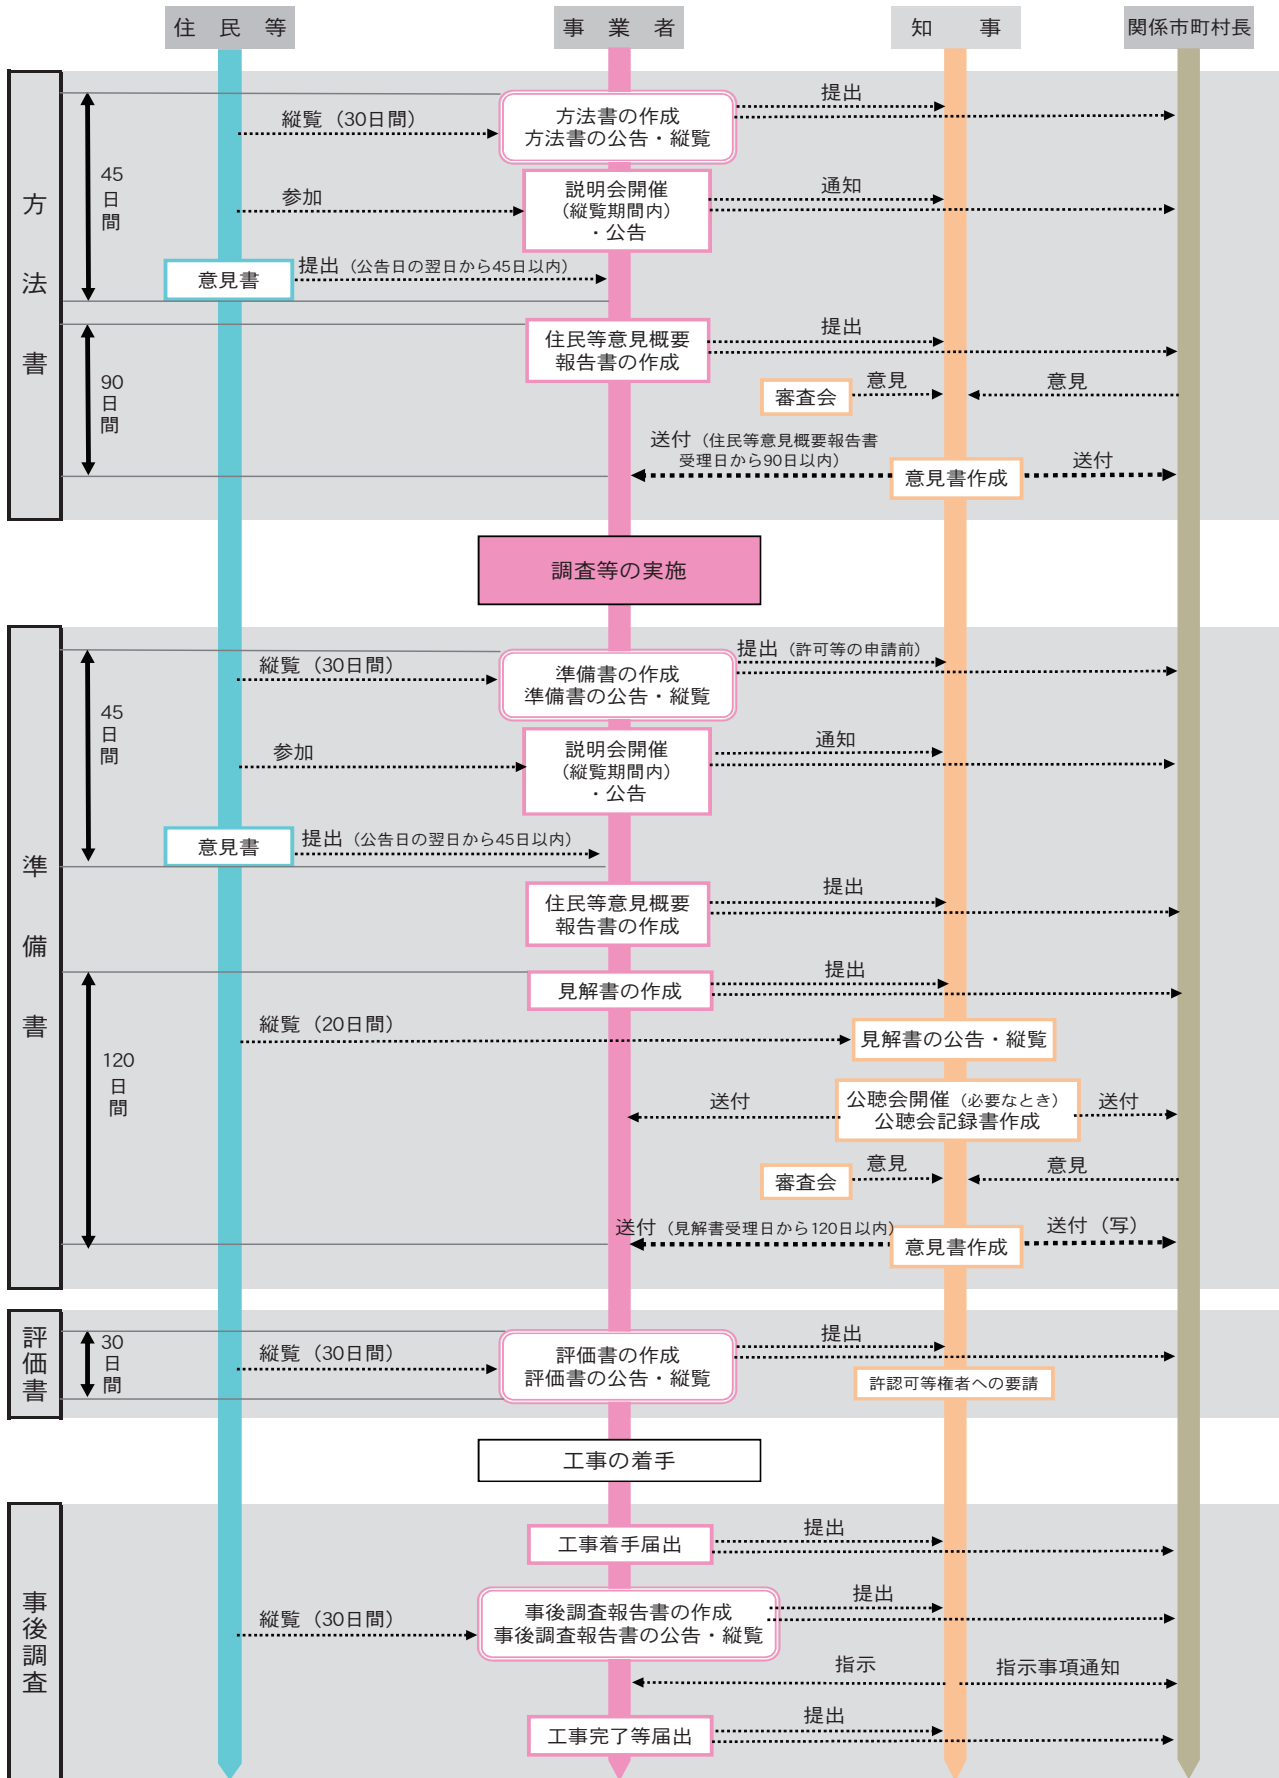 住民等
事業者
知事
関係市町村長
方法書
45
日
間
縦覧（30日間）
方法書の作成
方法書の公告・縦覧
提出
参加
説明会開催
（縦覧期間内）
・公告
通知
意見書
提出（公告日の翌日から45日以内）
90
日
間
住民等意見概要
報告書の作成
提出
審査会
意見
意見
送付（住民等意見概要報告書
受理日から90日以内）
意見書作成
送付
調査等の実施
準備書
45
日
間
縦覧（30日間）
準備書の作成
準備書の公告・縦覧
提出（許可等の申請前）
参加
説明会開催
（縦覧期間内）
・公告
通知
意見書
提出（公告日の翌日から45日以内）
住民等意見概要
報告書の作成
提出
120
日
間
見解書の作成
提出
縦覧（20日間）
見解書の公告・縦覧
送付
公聴会開催（必要なとき）
公聴会記録書作成
送付
審査会
意見
意見
送付（見解書受理日から120日以内）
意見書作成
送付（写）
評価書
30
日
間
縦覧（30日間）
評価書の作成
評価書の公告・縦覧
提出
許認可等権者への要請
工事の着手
事後調査
工事着手届出
提出
縦覧（30日間）
事後調査報告書の作成
事後調査報告書の公告・縦覧
提出
指示
指示事項通知
工事完了等届出
提出